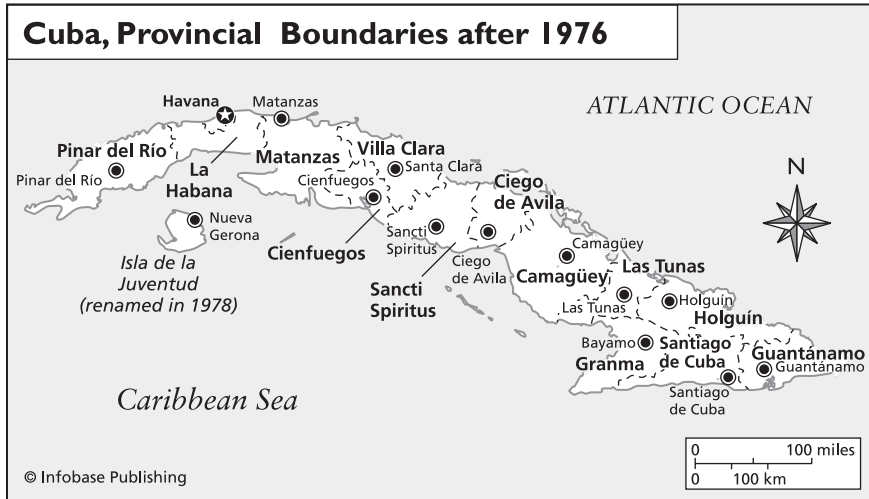 Cuba, Provincial Boundaries after 1976
ATLANTIC OCEAN
Havana
Matanzas
Pinar del Río
Pinar del Río
La
Habana
Matanzas
Villa Clara
Santa Clara
Cienfuegos
Cienfuegos
Nueva
Gerona
Isla de la
Juventud
(renamed in 1978)
Sancti
Spiritus
Sancti
Spiritus
Ciego
de Avila
Ciego
de Avila
Camagüey
Camagüey
Las Tunas
Las Tunas
Holguín
Holguín
Bayamo
Granma
Santiago
de Cuba
Santiago
de Cuba
Guantánamo
Guantánamo
N
Caribbean Sea
0 100 miles
0 100 km
© Infobase Publishing